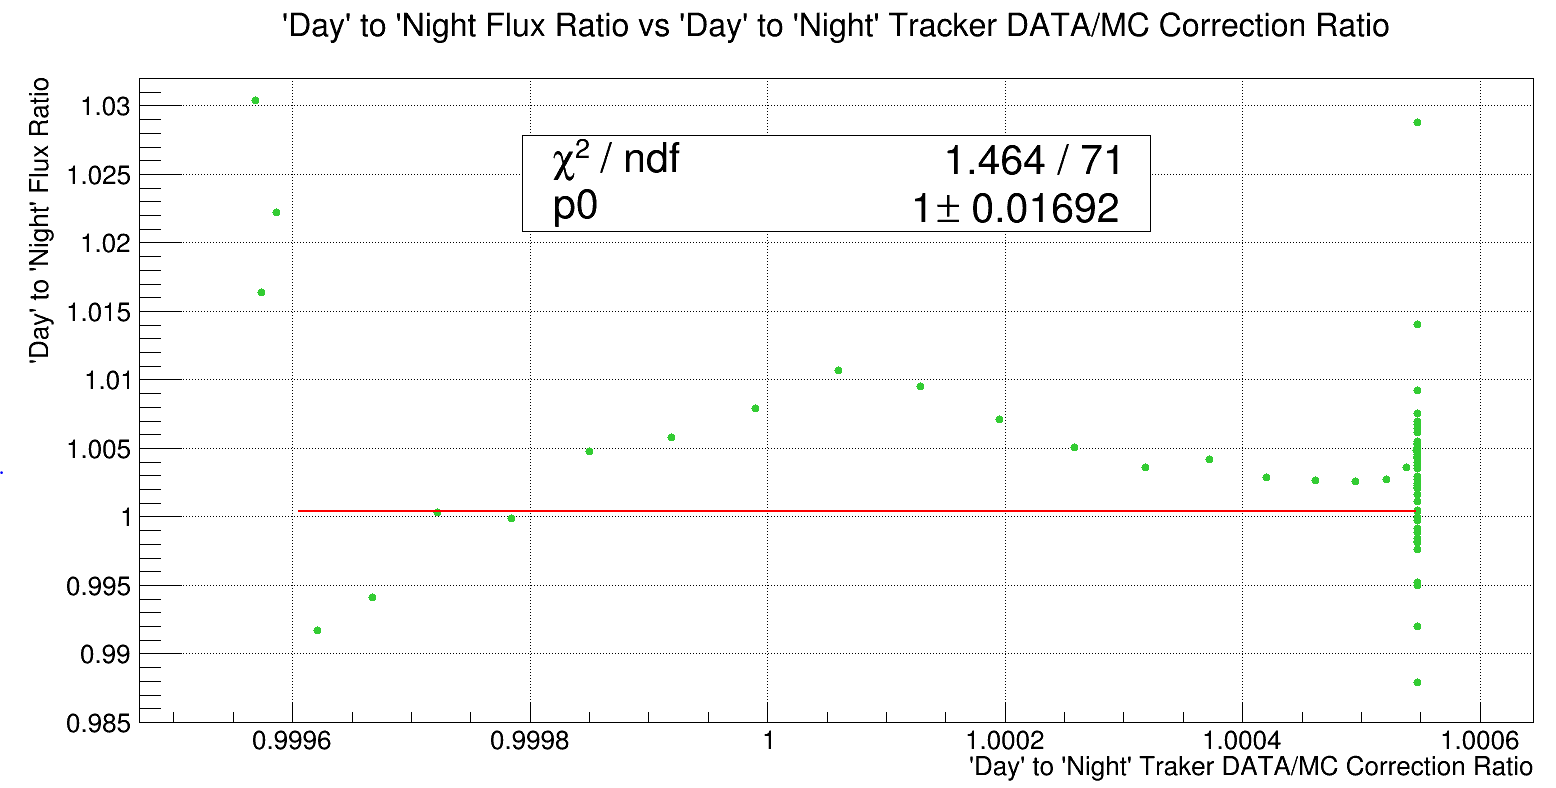 'Day' to 'Night Flux Ratio vs 'Day' to 'Night' Tracker DATA/MC Correction Ratio
'Day' to 'Night' Flux Ratio
1.03
1.025
1.02
1.015
1.01
1.005
1
0.995
0.99
0.985
χ² / ndf 1.464 / 71
p0 1± 0.01692
0.9996 0.9998 1 1.0002 1.0004 1.0006
'Day' to 'Night' Traker DATA/MC Correction Ratio